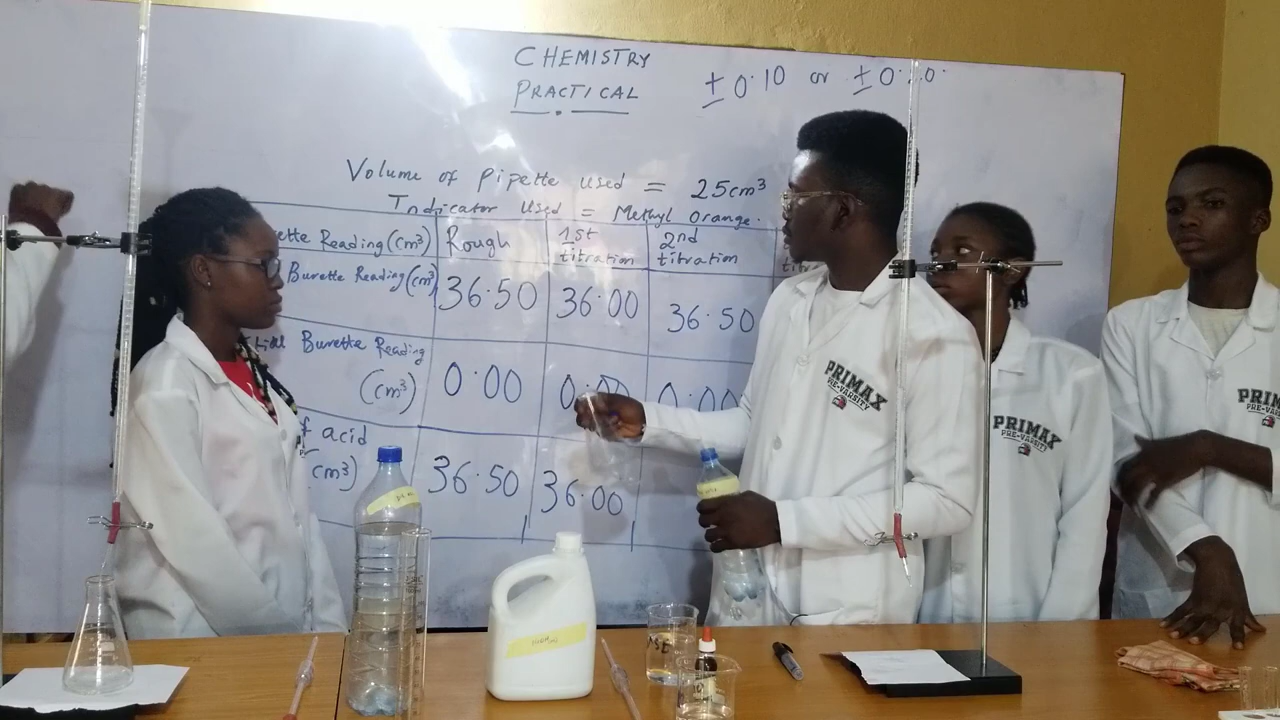 CHEMISTRY
PRACTICAL
± 0.10 or
Volume of Pipette used = 25cm³
Indicator Used = Methyl orange.
Reading (cm³) Rough 1st titration 2nd titration
Burette Reading (cm³) 36.50 36.00 36.50
Burette Reading (cm³) 0.00 0.00 0.00
acid (cm³) 36.50 36.00
PRIMAX
PRE-VARSITY
PRIMAX
PRE-VARSITY